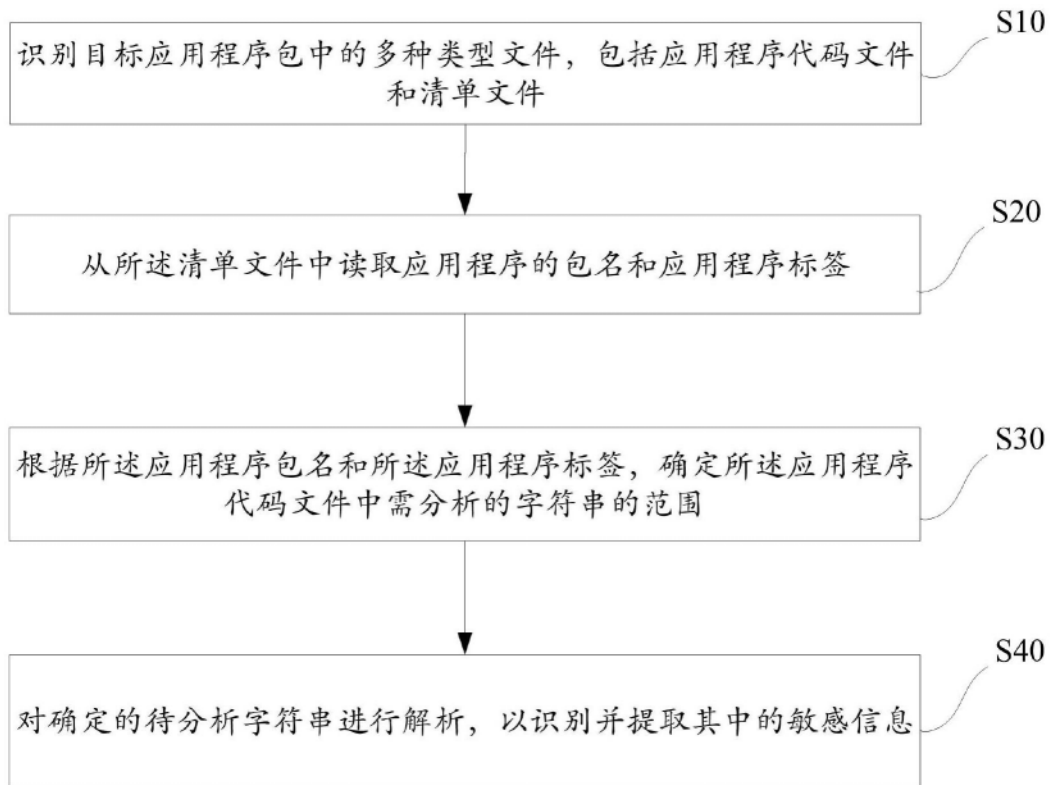 S10
识别目标应用程序包中的多种类型文件，包括应用程序代码文件
和清单文件
S20
从所述清单文件中读取应用程序的包名和应用程序标签
S30
根据所述应用程序包名和所述应用程序标签，确定所述应用程序
代码文件中需分析的字符串的范围
S40
对确定的待分析字符串进行解析，以识别并提取其中的敏感信息